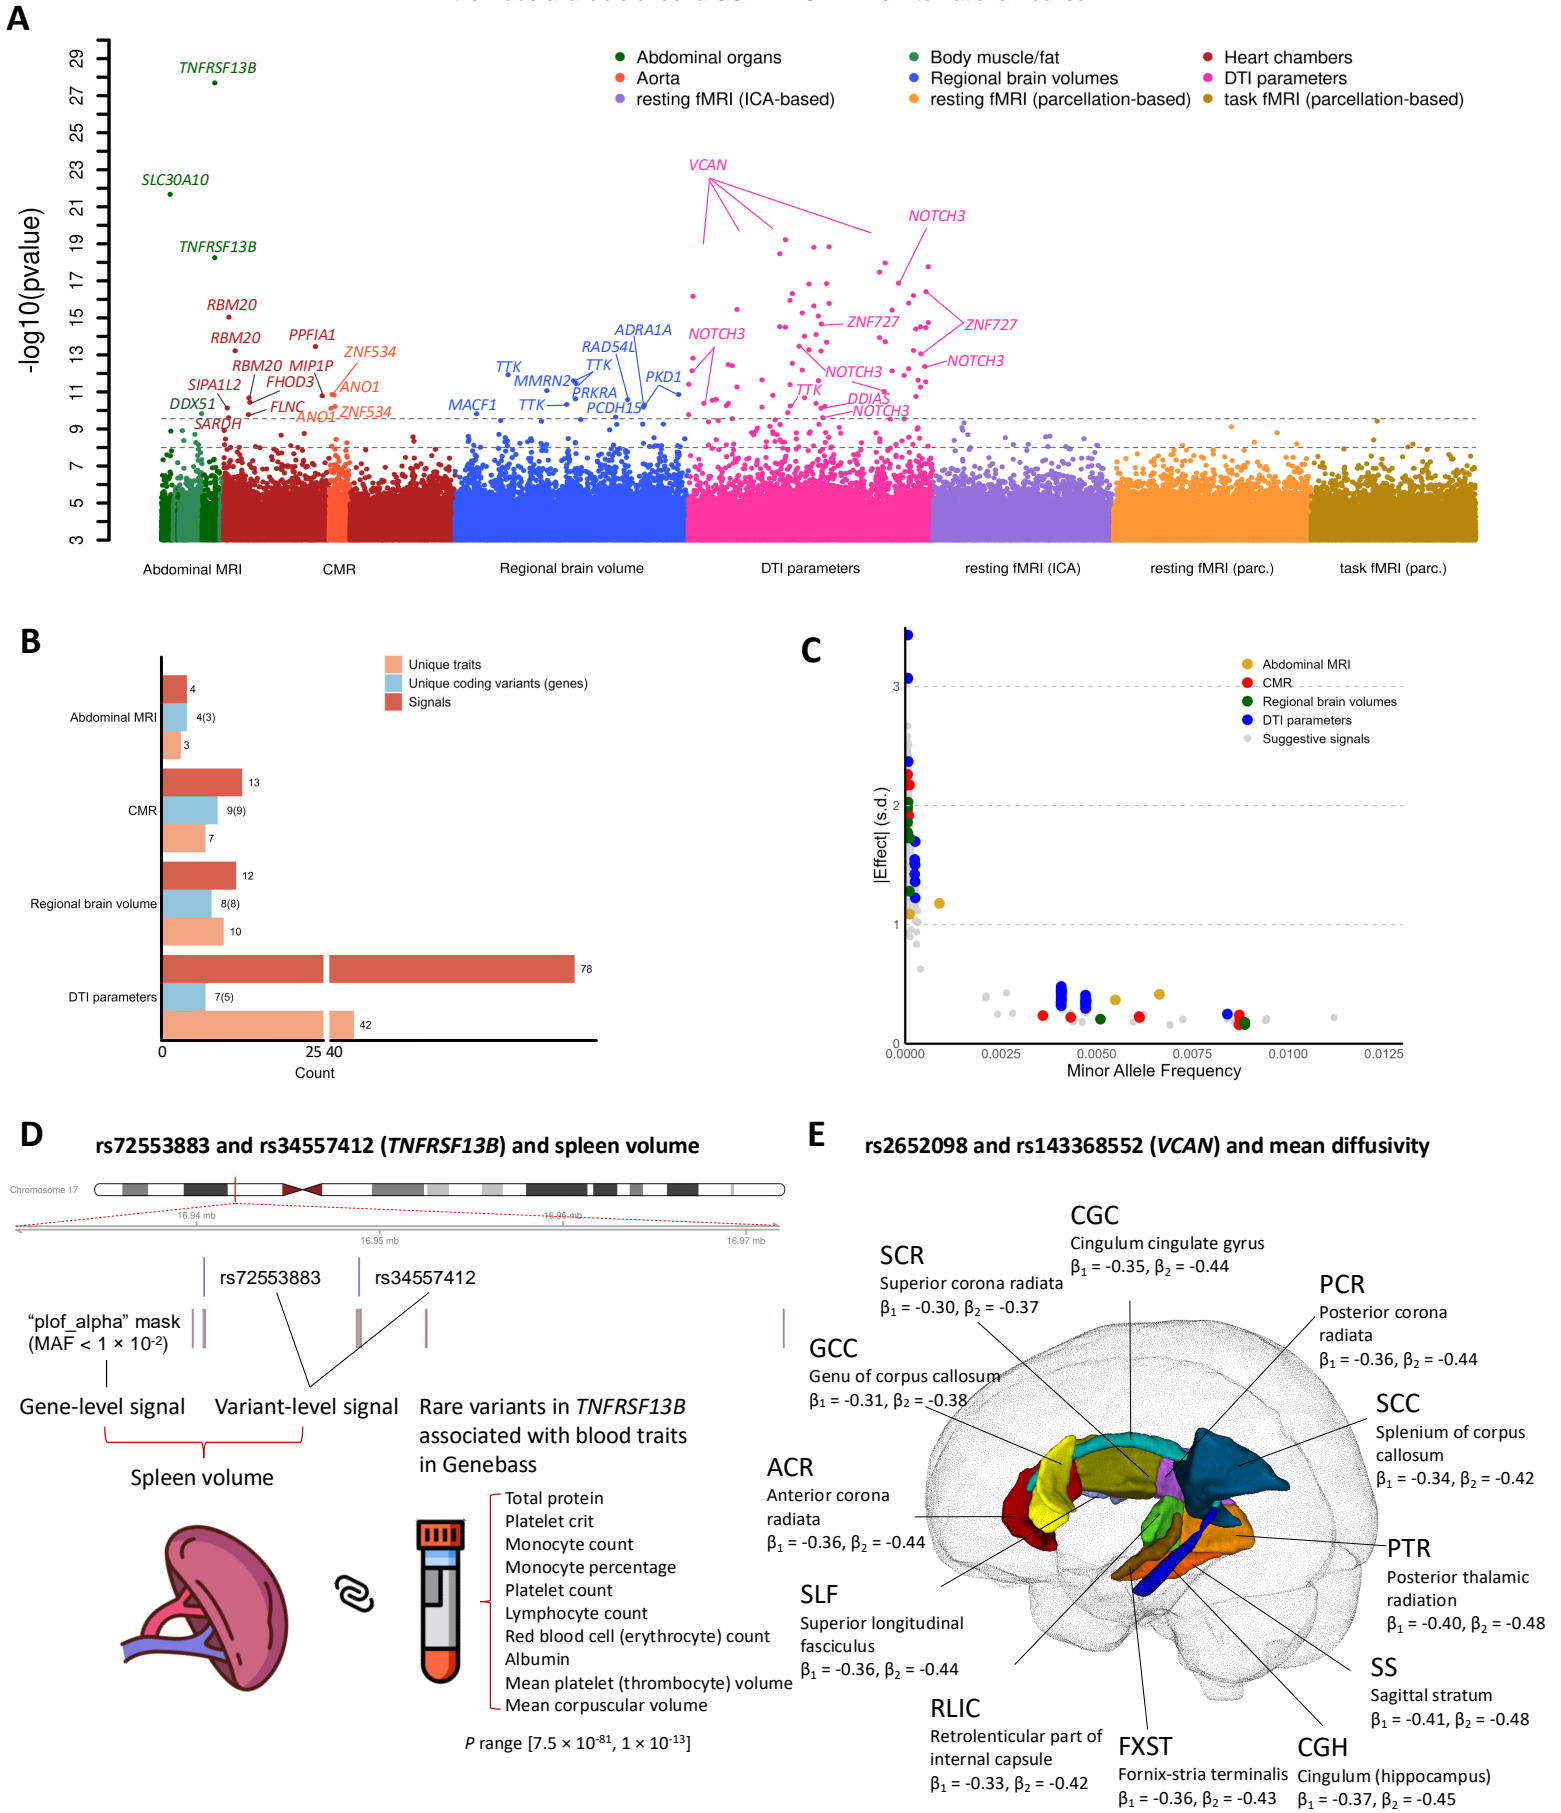 A
-log10(pvalue)
29
27
25
23
21
19
17
15
13
11
9
7
5
3
Abdominal organs
Body muscle/fat
Heart chambers
Aorta
Regional brain volumes
DTI parameters
resting fMRI (ICA-based)
resting fMRI (parcellation-based)
task fMRI (parcellation-based)
TNFRSF13B
SLC30A10
TNFRSF13B
RBM20
RBM20
PPFIA1
RBM20
MIP1P
ZNF534
SIPA1L2
FHOD3
ANO1
DDX51
FLNC
ANO1
ZNF534
SARDH
ADRA1A
RAD54L
TTK
TTK
MMRN2
PKD1
PRKRA
MACF1
TTK
PCDH15
VCAN
NOTCH3
NOTCH3
ZNF727
ZNF727
NOTCH3
NOTCH3
TTK
DDIAS
NOTCH3
Abdominal MRI
CMR
Regional brain volume
DTI parameters
resting fMRI (ICA)
resting fMRI (parc.)
task fMRI (parc.)
B
Unique traits
Unique coding variants (genes)
Signals
Abdominal MRI
4
4(3)
3
CMR
13
9(9)
7
Regional brain volume
12
8(8)
10
DTI parameters
78
7(5)
42
0
25
40
Count
C
Abdominal MRI
CMR
Regional brain volumes
DTI parameters
Suggestive signals
|Effect| (s.d.)
3
2
1
0
0.0000
0.0025
0.0050
0.0075
0.0100
0.0125
Minor Allele Frequency
D
rs72553883 and rs34557412 (TNFRSF13B) and spleen volume
Chromosome 17
16.94 mb
16.96 mb
16.95 mb
16.97 mb
rs72553883
rs34557412
“plof_alpha” mask
(MAF < 1 × 10⁻²)
Gene-level signal
Variant-level signal
Spleen volume
Rare variants in TNFRSF13B
associated with blood traits
in Genebass
Total protein
Platelet crit
Monocyte count
Monocyte percentage
Platelet count
Lymphocyte count
Red blood cell (erythrocyte) count
Albumin
Mean platelet (thrombocyte) volume
Mean corpuscular volume
P range [7.5 × 10⁻⁸¹, 1 × 10⁻¹³]
E
rs2652098 and rs143368552 (VCAN) and mean diffusivity
CGC
Cingulum cingulate gyrus
β₁ = -0.35, β₂ = -0.44
SCR
Superior corona radiata
β₁ = -0.30, β₂ = -0.37
PCR
Posterior corona
radiata
β₁ = -0.36, β₂ = -0.44
GCC
Genu of corpus callosum
β₁ = -0.31, β₂ = -0.38
SCC
Splenium of corpus
callosum
β₁ = -0.34, β₂ = -0.42
ACR
Anterior corona
radiata
β₁ = -0.36, β₂ = -0.44
PTR
Posterior thalamic
radiation
β₁ = -0.40, β₂ = -0.48
SLF
Superior longitudinal
fasciculus
β₁ = -0.36, β₂ = -0.44
SS
Sagittal stratum
β₁ = -0.41, β₂ = -0.48
RLIC
Retrolenticular part of
internal capsule
β₁ = -0.33, β₂ = -0.42
FXST
Fornix-stria terminalis
β₁ = -0.36, β₂ = -0.43
CGH
Cingulum (hippocampus)
β₁ = -0.37, β₂ = -0.45